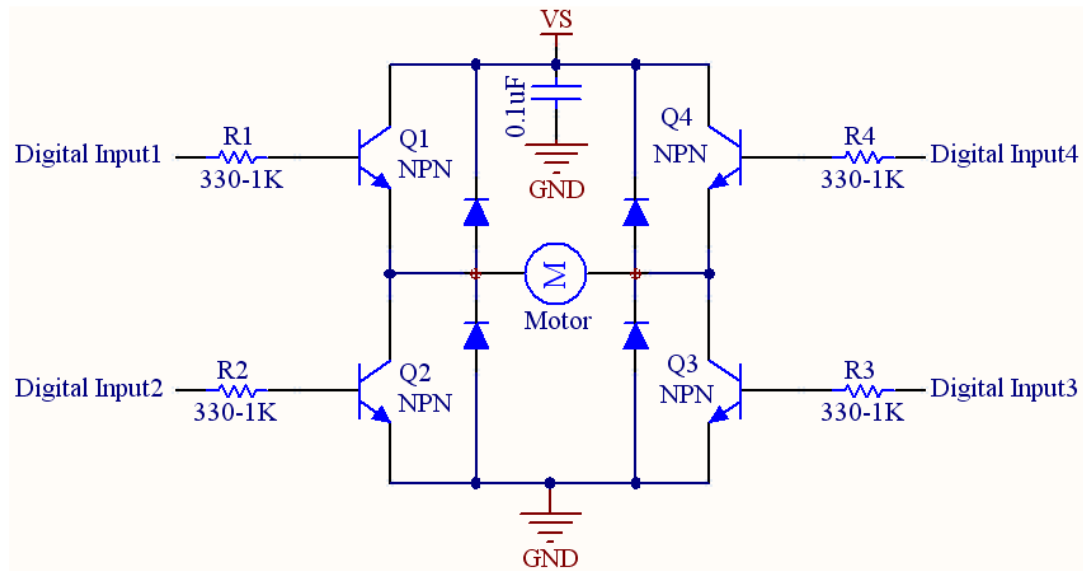 VS
0.1uF
GND
Digital Input1
R1
330-1K
Q1
NPN
Q4
NPN
R4
330-1K
Digital Input4
M
Motor
Digital Input2
R2
330-1K
Q2
NPN
Q3
NPN
R3
330-1K
Digital Input3
GND